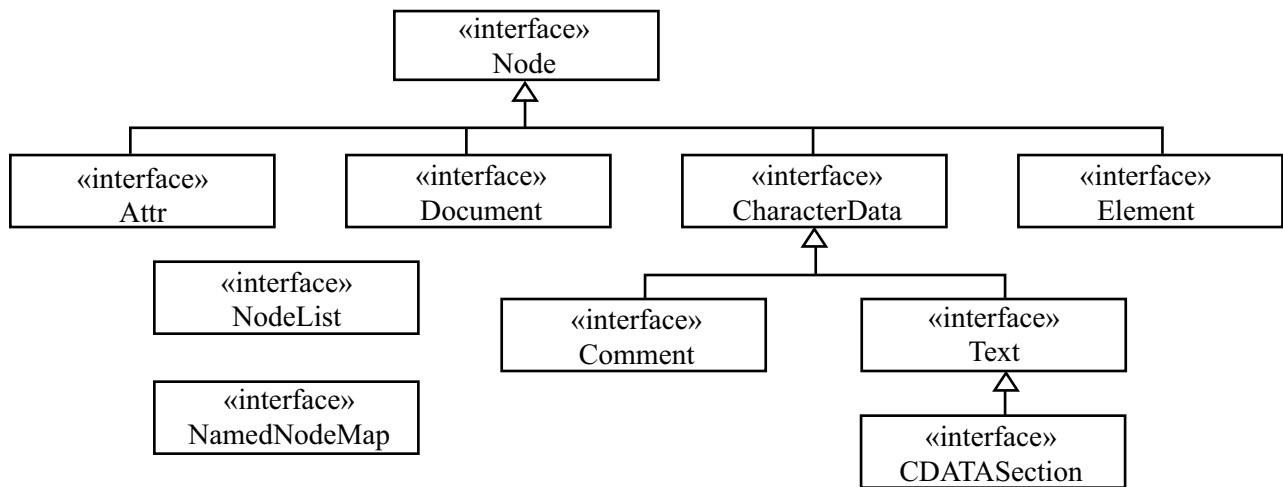 «interface»
Node
«interface»
Attr
«interface»
Document
«interface»
CharacterData
«interface»
Element
«interface»
NodeList
«interface»
Comment
«interface»
Text
«interface»
NamedNodeMap
«interface»
CDATASection